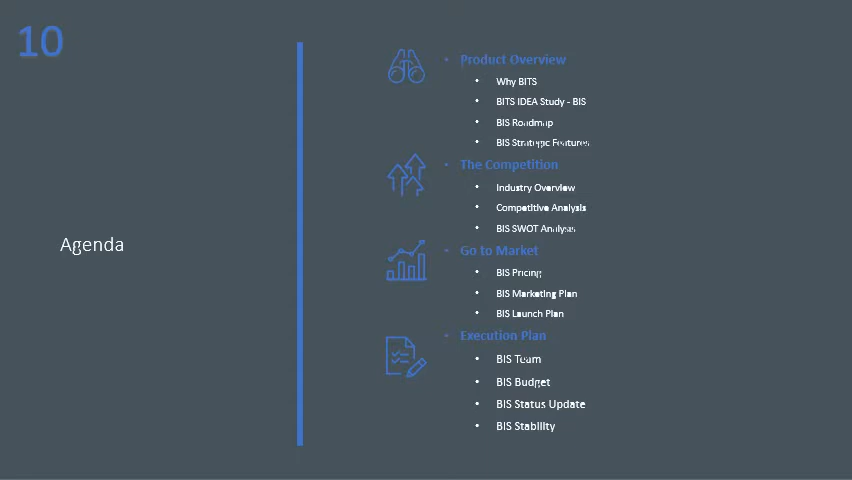 10
Agenda
Product Overview
Why BITS
BITS IDEA Study - BIS
BIS Roadmap
BIS Strategic Features
The Competition
Industry Overview
Competitive Analysis
BIS SWOT Analysis
Go to Market
BIS Pricing
BIS Marketing Plan
BIS Launch Plan
Execution Plan
BIS Team
BIS Budget
BIS Status Update
BIS Stability